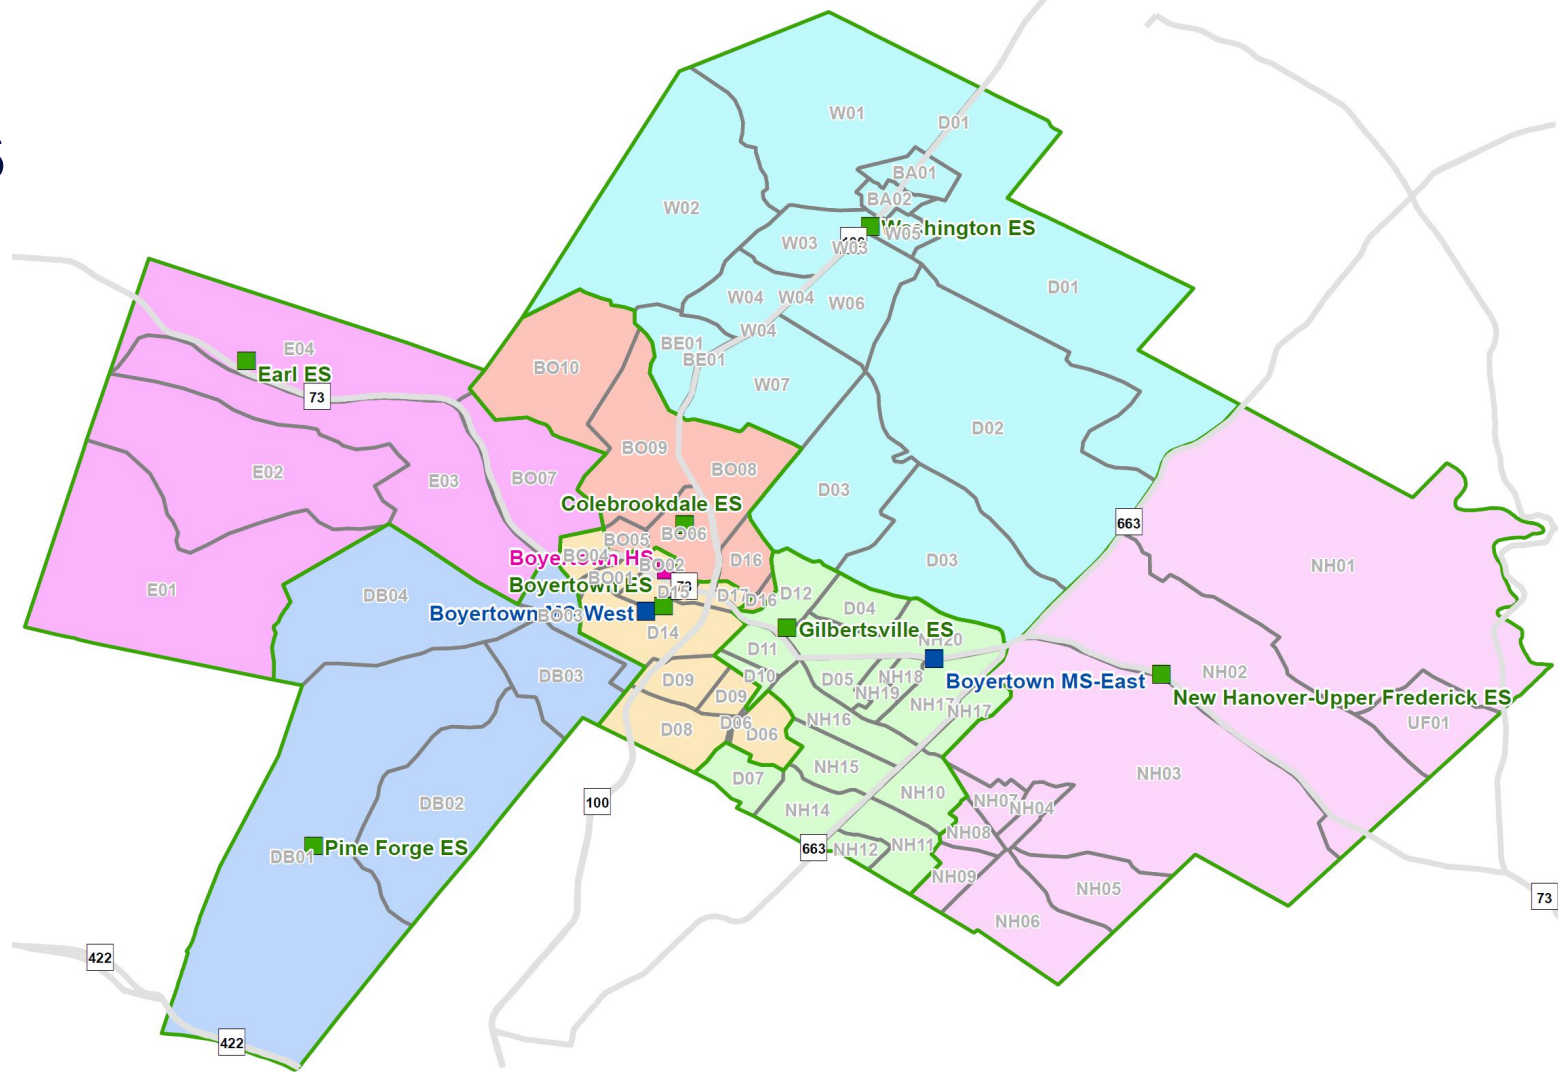 W01
D01
BA01
BA02
W02
Washington ES
W05
W03
W03
D01
W04
W04
W06
W04
BE01
BE01
E04
Earl ES
BO10
W07
73
D02
BO09
BO08
E02
E03
BO07
D03
Colebrookdale ES
663
BO06
BO05
BO04
Boyertown HS
BO02
D16
D03
NH01
BO01
Boyertown ES
73
D15
D17
D16
D12
E01
DB04
D04
Boyertown MS-West
BO03
D14
Gilbertsville ES
NH20
D11
DB03
D09
D10
D05
NH18
NH19
Boyertown MS-East
NH02
New Hanover-Upper Frederick ES
D09
NH17
NH17
D08
D06
D06
NH16
UF01
D07
NH15
NH03
NH10
NH07
NH04
DB02
100
NH14
NH08
Pine Forge ES
DB01
663
NH12
NH11
NH09
NH05
73
NH06
422
422